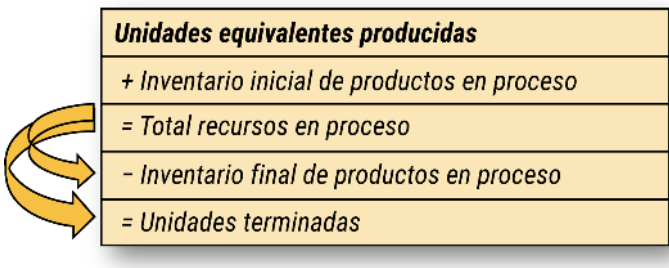 Unidades equivalentes producidas
+ Inventario inicial de productos en proceso
= Total recursos en proceso
− Inventario final de productos en proceso
= Unidades terminadas